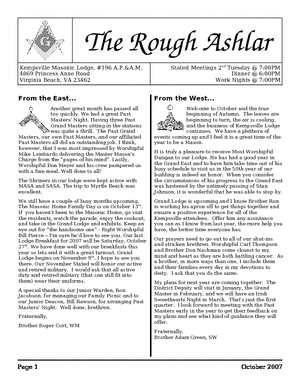 The Rough Ashlar
Kempsville Masonic Lodge, #196 A.F.&A.M.
4869 Princess Anne Road
Virginia Beach, VA 23462
Stated Meetings 2nd Tuesday @ 7:00PM
Dinner @ 6:00PM
Work Nights @ 7:00PM
From the East...
Another great month has passed all
too quickly. We had a great Past
Masters' Night. Having three Past
Grand Masters sitting in the stations
was quite a thrill. The Past Grand
Masters, our own Past Masters, and our affiliated
Past Masters all did an outstanding job. I think,
however, that I was most impressed by Worshipful
Mike Lombardo delivering the Master Mason's
Charge from the "pages of his mind". Lastly,
Worshipful Don Meyer and his crew pampered us
with a fine meal. Well done to all!
The Shriners in our Lodge were kept active with
MASA and SASA. The trip to Myrtle Beach was
excellent.
We still have a couple of busy months upcoming.
The Masonic Home Family Day is on October 13th.
If you haven't been to the Masonic Home, go visit
the residents, watch the parade, enjoy the cookout,
and take in the Grand Lodge and exhibits. Keep an
eye out for "the handsome one" - Right Worshipful
Bill Pierce - I'm sure he'd love to see you. Our last
Lodge Breakfast for 2007 will be Saturday, October
27th. We have done well with our breakfasts this
year so lets end it with a great turnout. Grand
Lodge begins on November 9th. I hope to see you
there. Our November Stated will honor our active
and retired military. I would ask that all active
duty and retired military (that can still fit into
them) wear their uniforms.
A special thanks to our Junior Warden, Ron
Jacobson, for managing our Family Picnic and to
our Junior Deacon, Bill Rawson, for arranging Past
Masters' Night. Well done, brethren.
Fraternally,
Brother Roger Cort, WM
From the West...
Welcome to October and the true
beginning of Autumn. The leaves are
beginning to turn, the air is cooling,
and the business of Kempsville Lodge
continues. We have a plethora of
events coming up and I feel it is a great time of the
year to be a Mason.
It is truly a pleasure to receive Most Worshipful
Dungan to our Lodge. He has had a good year in
the Grand East and to have him take time out of his
busy schedule to visit us in the 50th year of our
building is indeed an honor. When you consider
the circumstances of his progress in the Grand East
was hastened by the untimely passing of Stan
Johnson, it is wonderful that he was able to stop by.
Grand Lodge is upcoming and I know Brother Ron
is working his apron off to get things together and
ensure a positive experience for all of the
Kempsville attendees. Offer him any assistance
you can as I know from last year, the more help you
have, the better time everyone has.
Our prayers need to go out to all of our shut-ins
and stricken brethren. Worshipful Carl Thoemke
and Brother Don Nachman come closest to my
mind and heart as they are both battling cancer. As
a brother, in more ways than one, I include them
and their families every day in my devotions to
deity. I ask that you do the same.
My plans for next year are coming together. The
District Deputy will visit in January, the Grand
Master in February, and we will have an Irish
Sweethearts Night in March. That's just the first
quarter. I look forward to meeting with the Past
Masters early in the year to get their feedback on
my plans and see what kind of guidance they will
offer.
Fraternally,
Brother Adam Green, SW
Page 1
October 2007